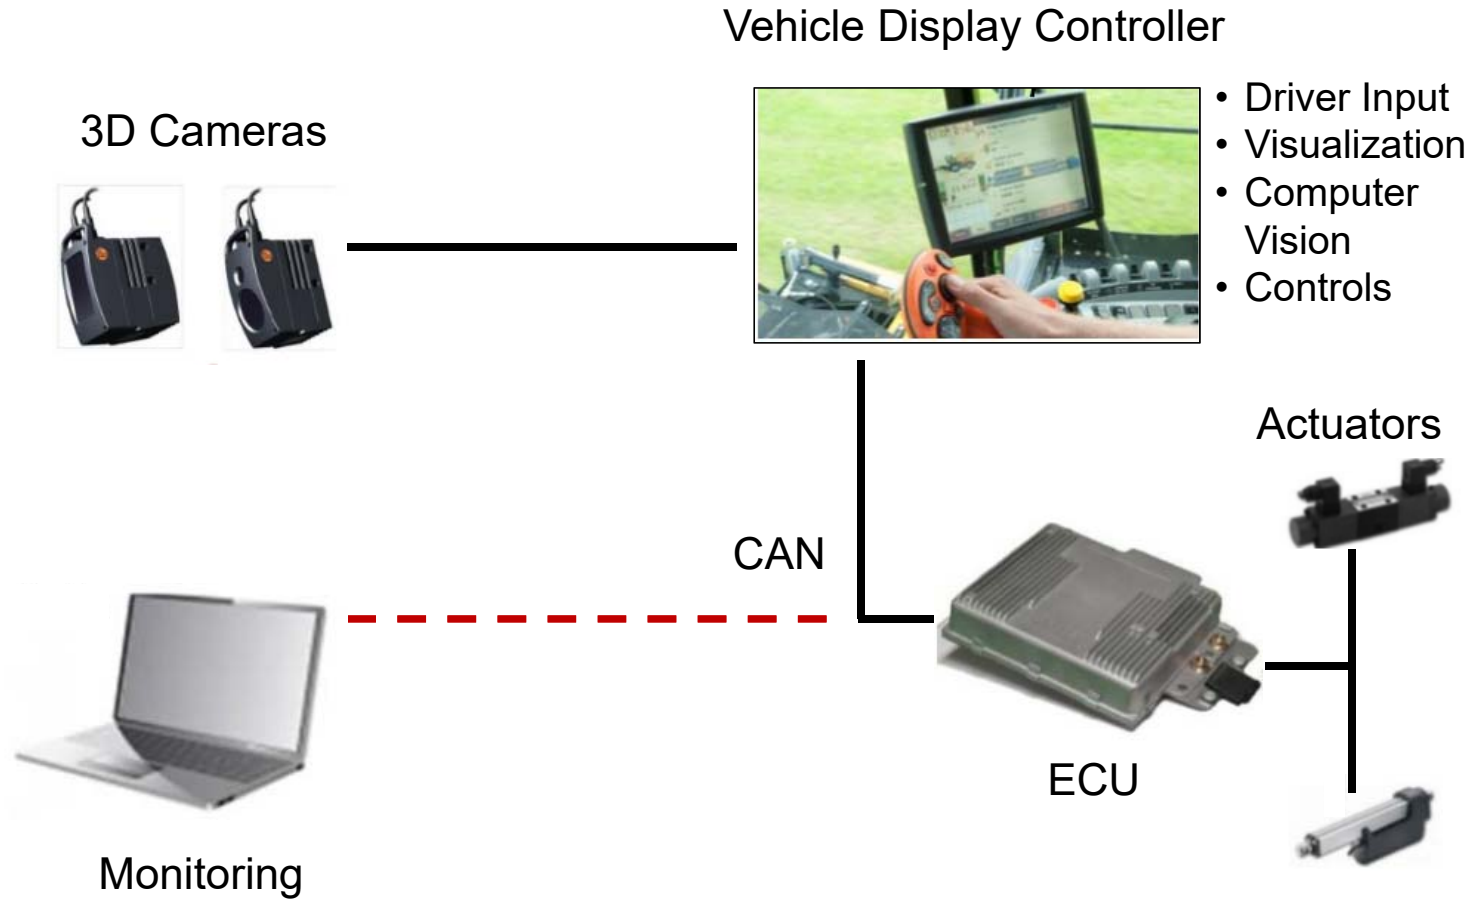 Vehicle Display Controller
3D Cameras
• Driver Input
• Visualization
• Computer
Vision
• Controls
Actuators
CAN
ECU
Monitoring